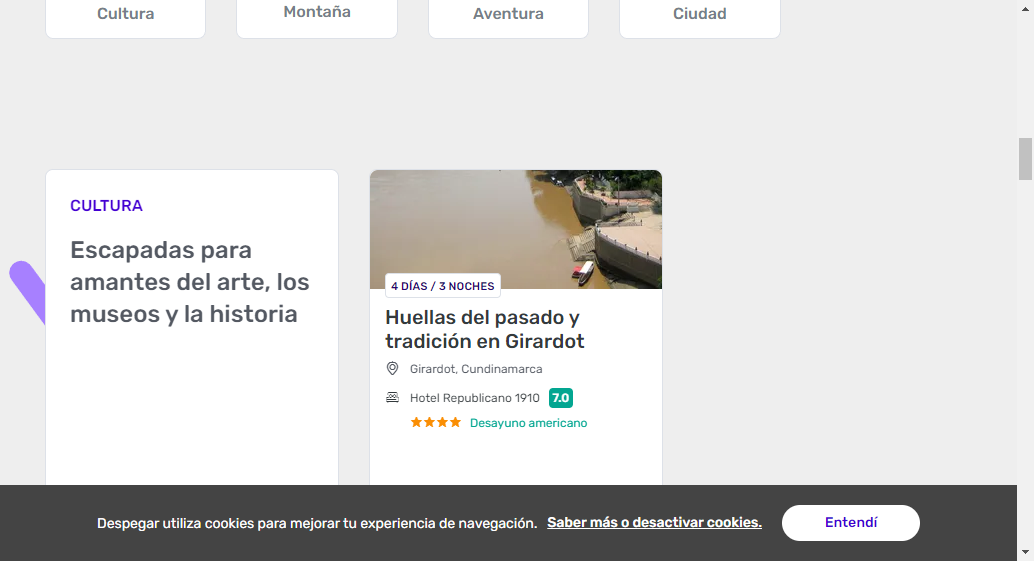 Cultura
Montaña
Aventura
Ciudad
CULTURA
Escapadas para
amantes del arte, los
museos y la historia
4 DÍAS / 3 NOCHES
Huellas del pasado y
tradición en Girardot
Girardot, Cundinamarca
Hotel Republicano 1910 7.0
Desayuno americano
Despegar utiliza cookies para mejorar tu experiencia de navegación. Saber más o desactivar cookies. Entendí